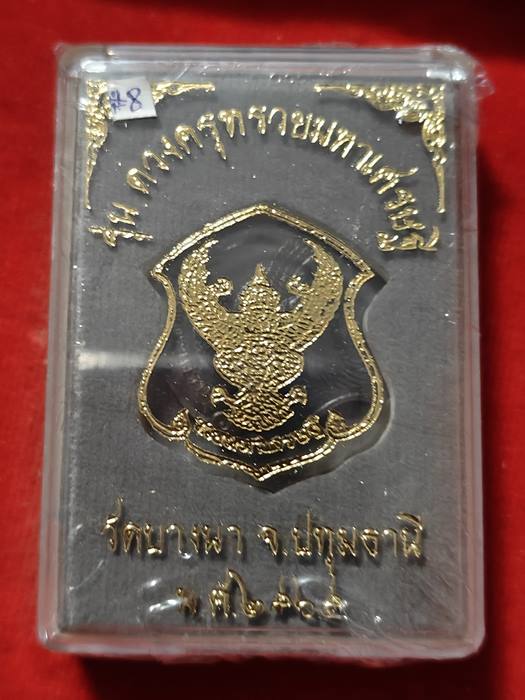 #8
รุ่น ดวงครุฑรวยมหาเศรษฐี
วัดบางนา จ.ปทุมธานี
พ.ศ.๒๕๖๕